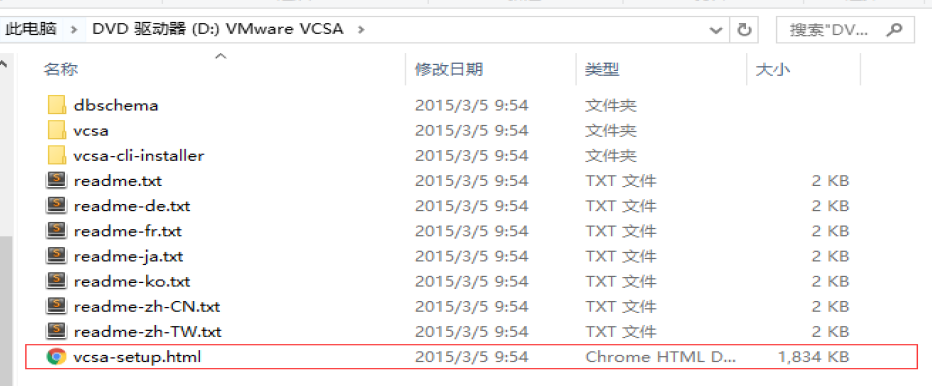 此电脑 > DVD 驱动器 (D:) VMware VCSA >
搜索"DV...
名称 修改日期 类型 大小
dbschema 2015/3/5 9:54 文件夹
vcsa 2015/3/5 9:54 文件夹
vcsa-cli-installer 2015/3/5 9:54 文件夹
readme.txt 2015/3/5 9:54 TXT 文件 2 KB
readme-de.txt 2015/3/5 9:54 TXT 文件 2 KB
readme-fr.txt 2015/3/5 9:54 TXT 文件 2 KB
readme-ja.txt 2015/3/5 9:54 TXT 文件 2 KB
readme-ko.txt 2015/3/5 9:54 TXT 文件 2 KB
readme-zh-CN.txt 2015/3/5 9:54 TXT 文件 2 KB
readme-zh-TW.txt 2015/3/5 9:54 TXT 文件 2 KB
vcsa-setup.html 2015/3/5 9:54 Chrome HTML D... 1,834 KB